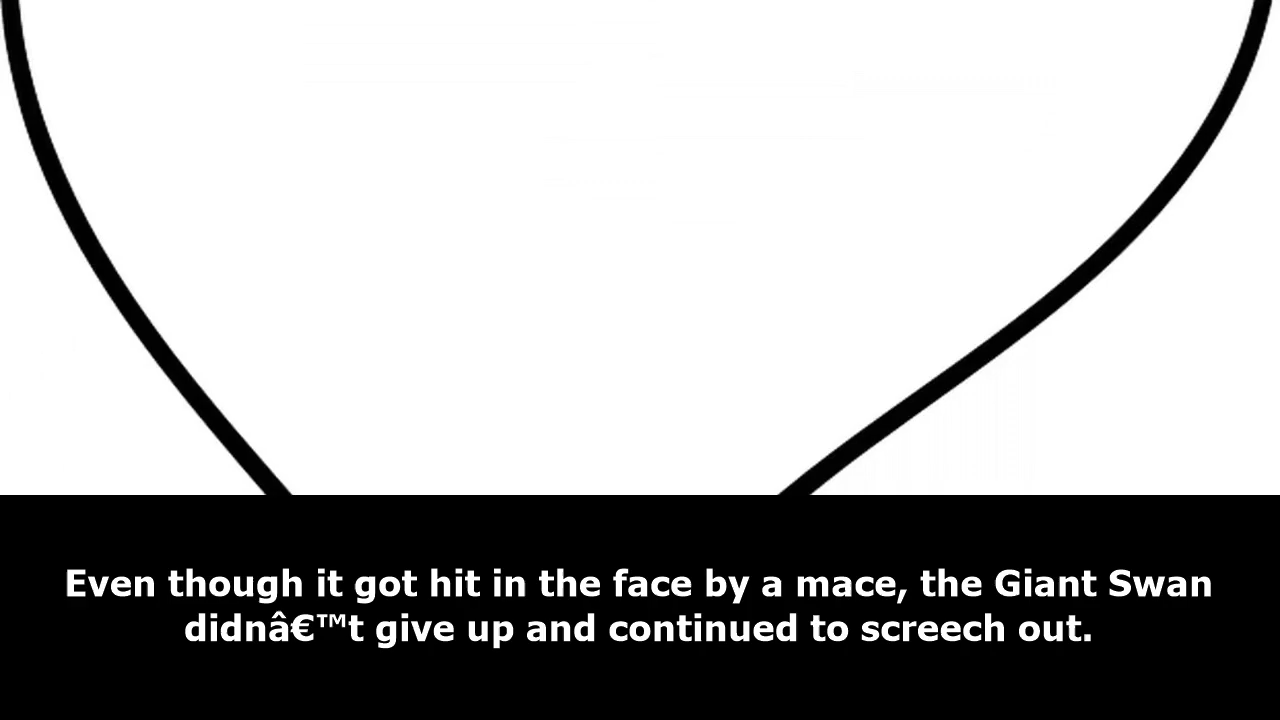 Even though it got hit in the face by a mace, the Giant Swan
didnâ€™t give up and continued to screech out.